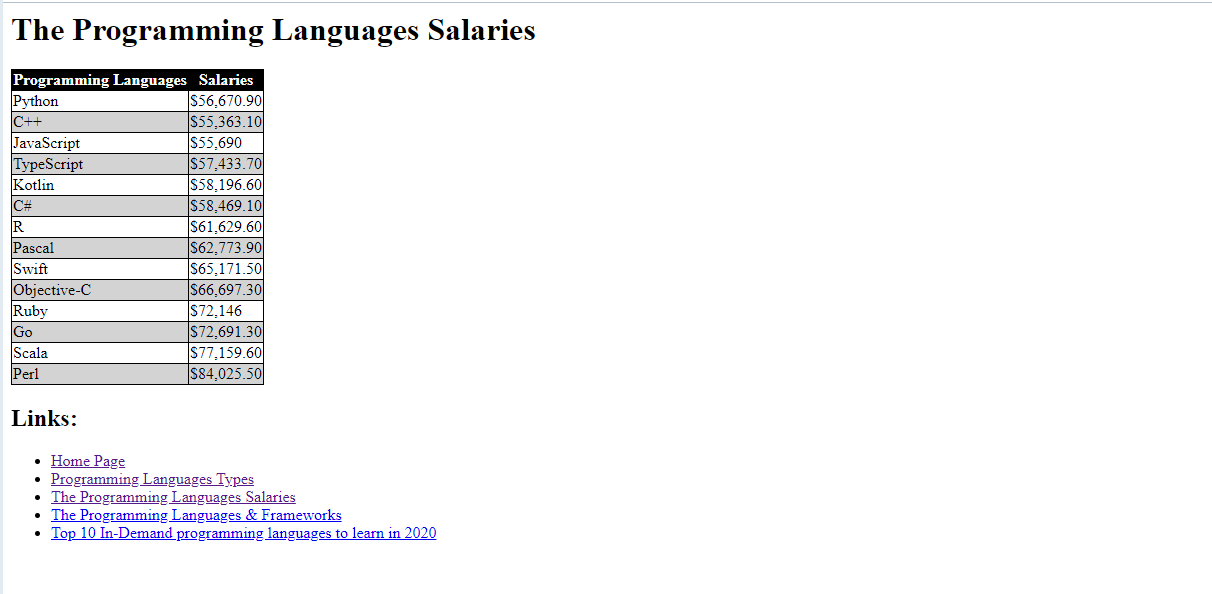 The Programming Languages Salaries
Programming Languages Salaries
Python $56,670.90
C++ $55,363.10
JavaScript $55,690
TypeScript $57,433.70
Kotlin $58,196.60
C# $58,469.10
R $61,629.60
Pascal $62,773.90
Swift $65,171.50
Objective-C $66,697.30
Ruby $72,146
Go $72,691.30
Scala $77,159.60
Perl $84,025.50
Links:
Home Page
Programming Languages Types
The Programming Languages Salaries
The Programming Languages & Frameworks
Top 10 In-Demand programming languages to learn in 2020